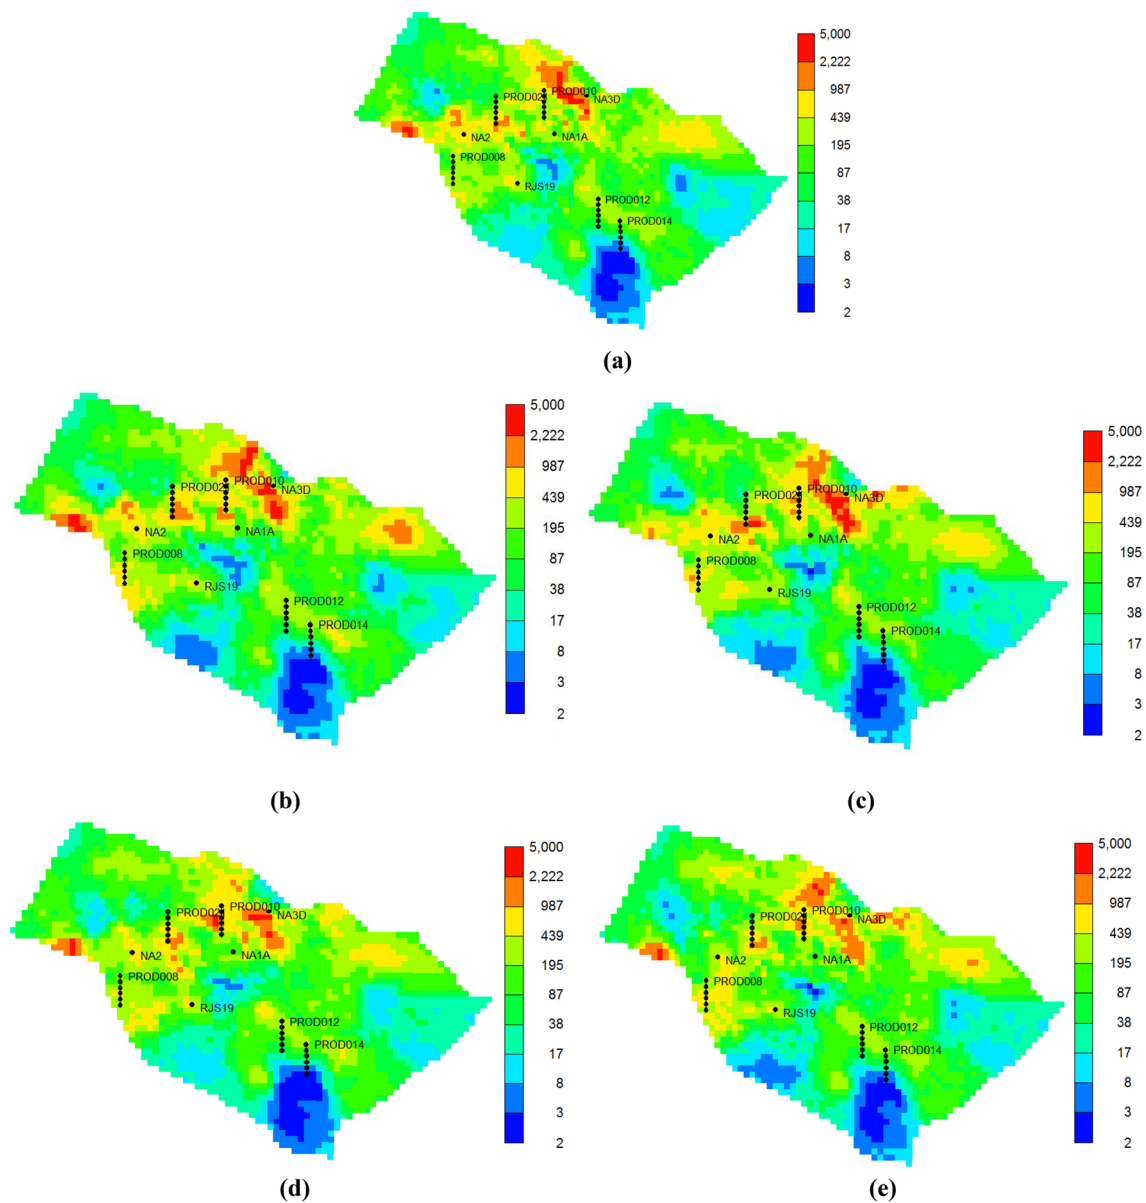 5,000
2,222
987
439
195
87
38
17
8
3
2
PROD010
PROD02
NA3D
NA2
NA1A
PROD008
RJS19
PROD012
PROD014
(a)
5,000
2,222
987
439
195
87
38
17
8
3
2
PROD010
PROD02
NA3D
NA2
NA1A
PROD008
RJS19
PROD012
PROD014
(b)
5,000
2,222
987
439
195
87
38
17
8
3
2
PROD010
PROD02
NA3D
NA2
NA1A
PROD008
RJS19
PROD012
PROD014
(c)
5,000
2,222
987
439
195
87
38
17
8
3
2
PROD010
PROD02
NA3D
NA2
NA1A
PROD008
RJS19
PROD012
PROD014
(d)
5,000
2,222
987
439
195
87
38
17
8
3
2
PROD010
PROD02
NA3D
NA2
NA1A
PROD008
RJS19
PROD012
PROD014
(e)